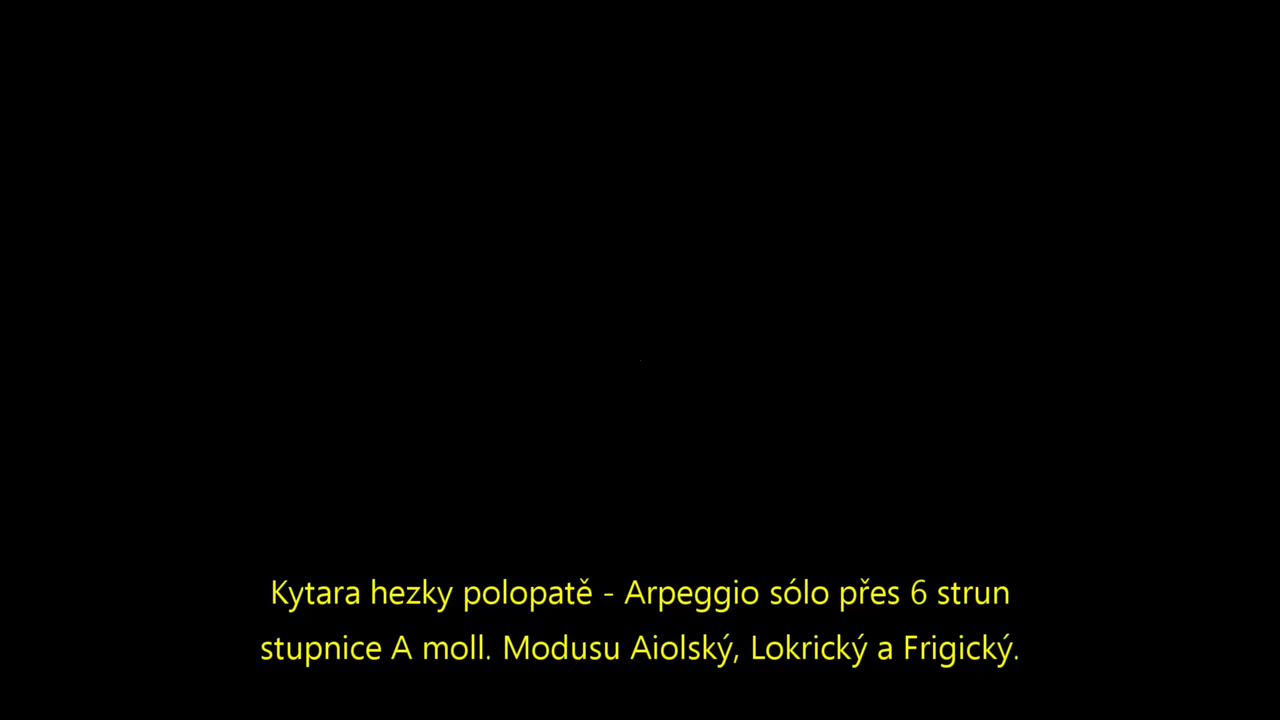 Kytara hezky polopatě - Arpeggio sólo přes 6 strun
stupnice A moll. Modusu Aiolský, Lokrický a Frigický.